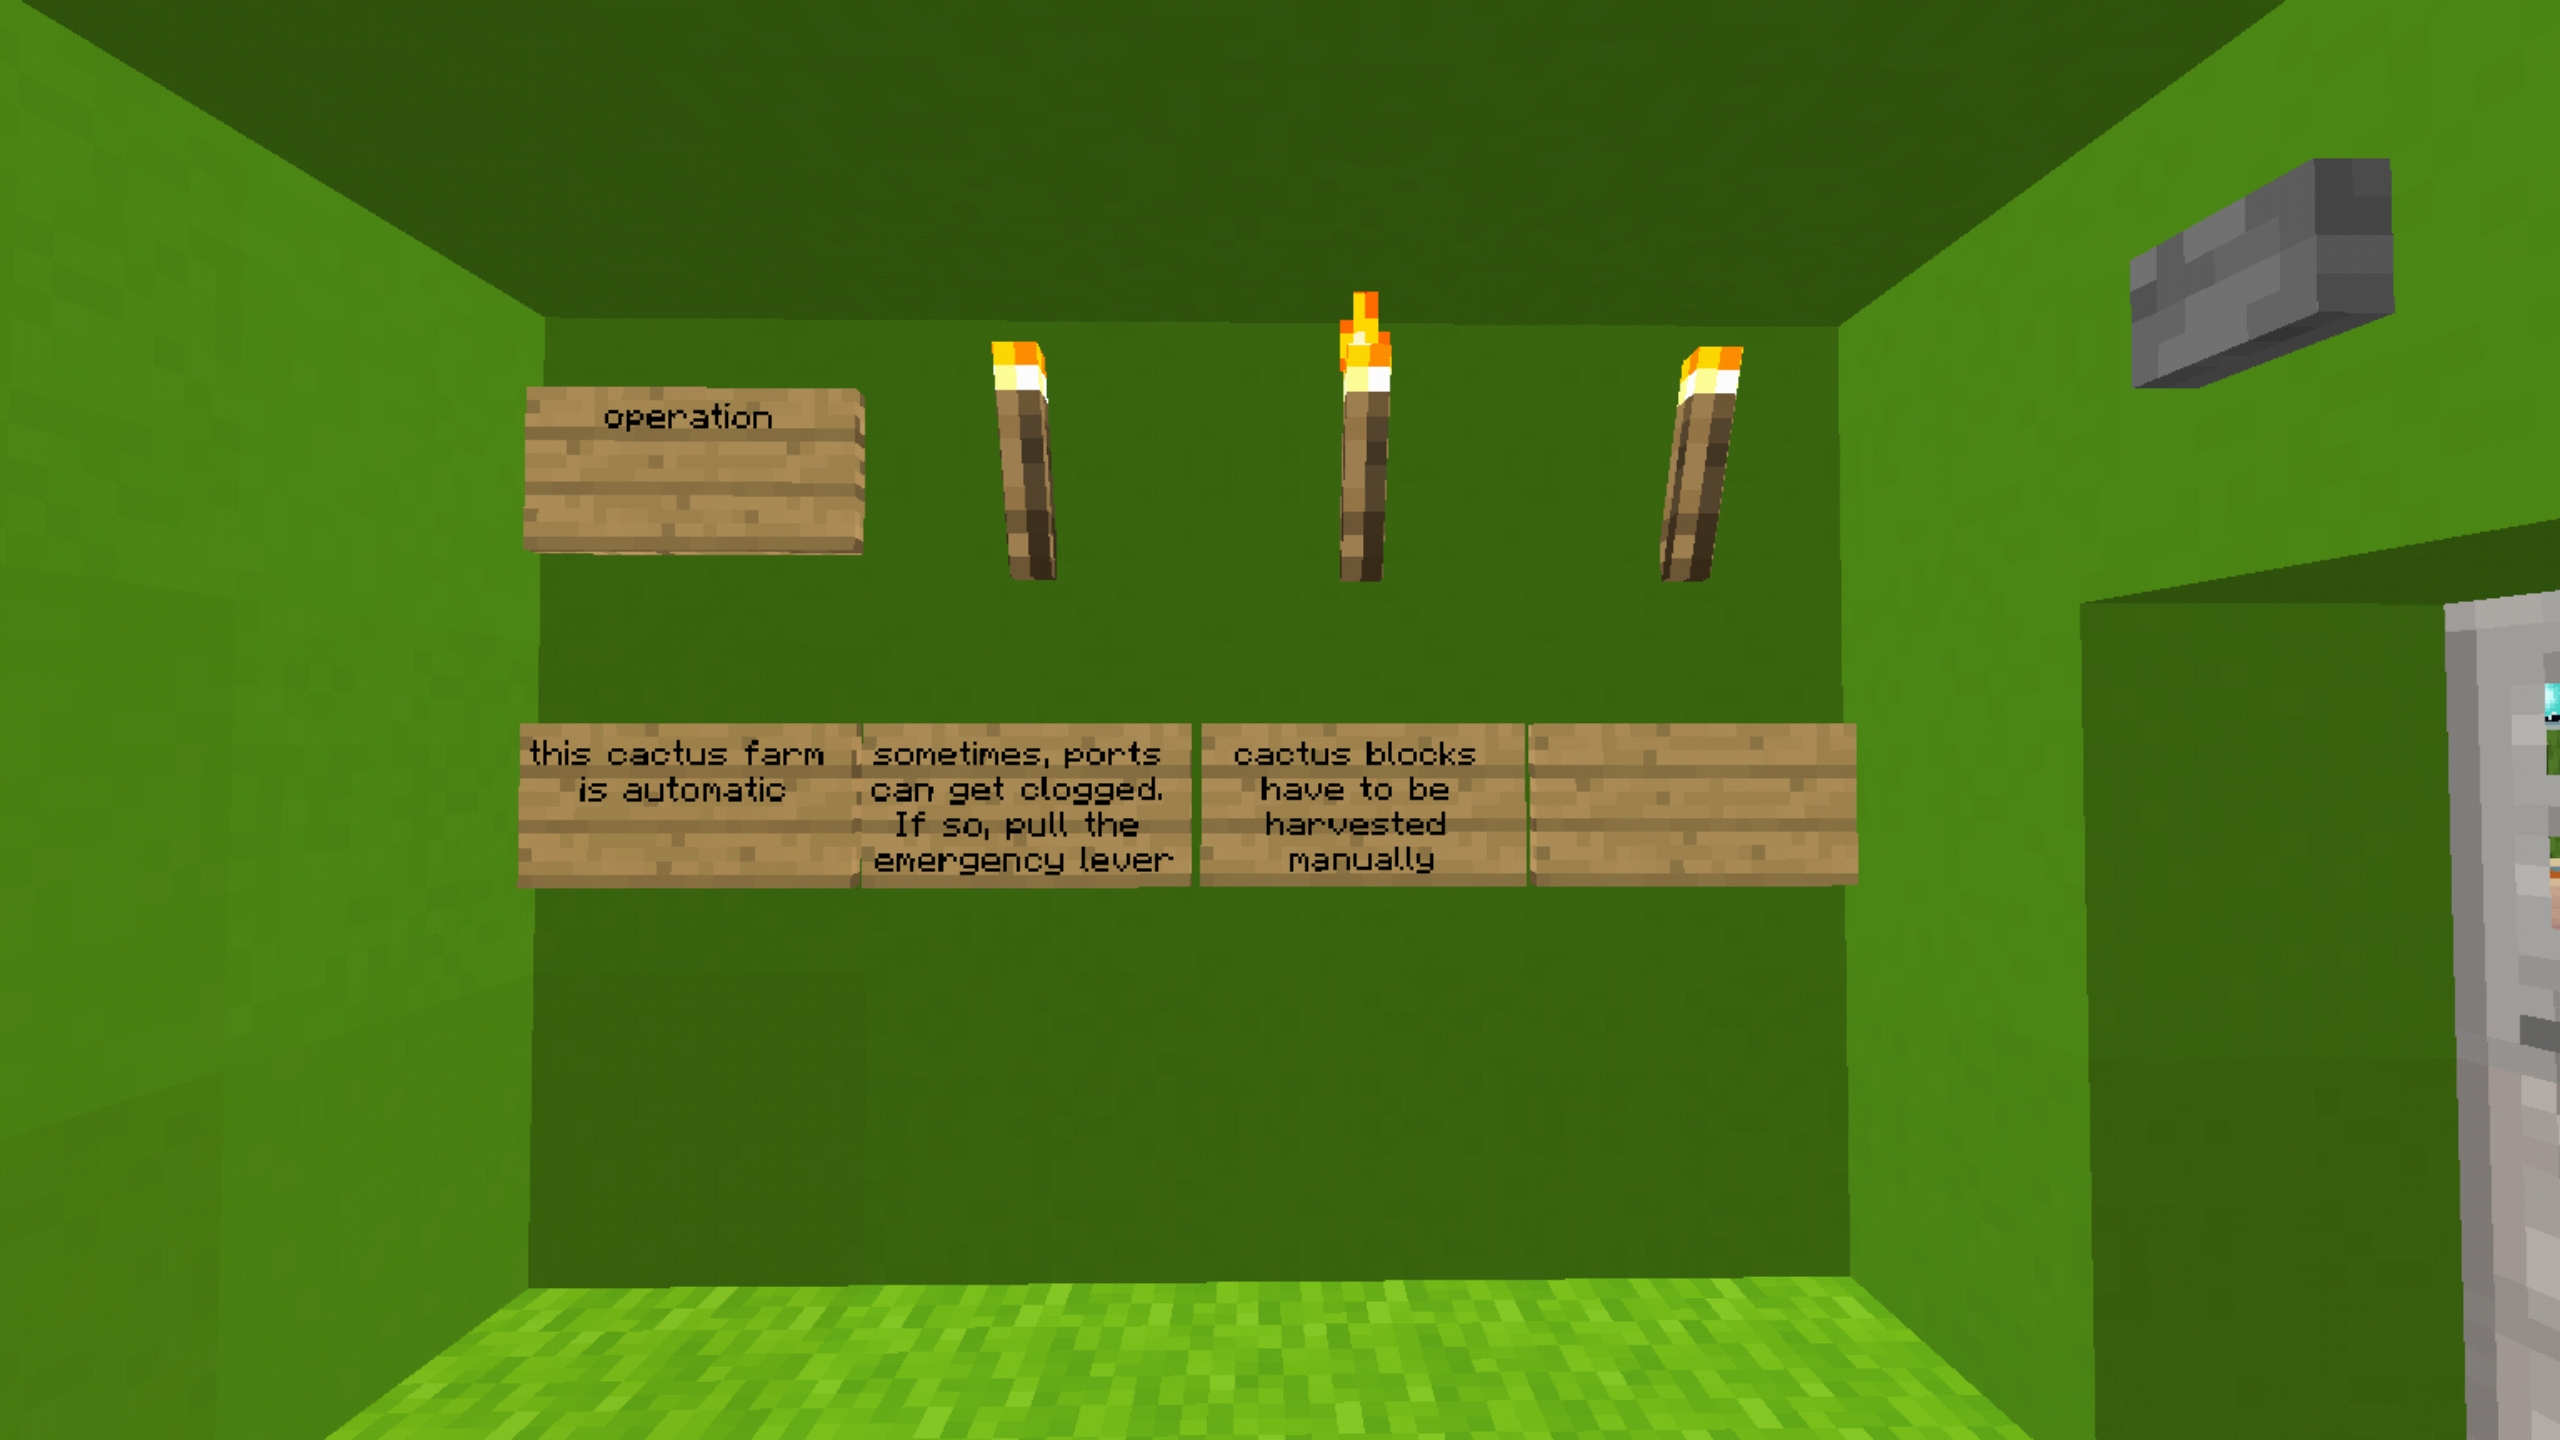 operation
this cactus farm
is automatic
sometimes, ports
can get clogged.
If so, pull the
emergency lever
cactus blocks
have to be
harvested
manually